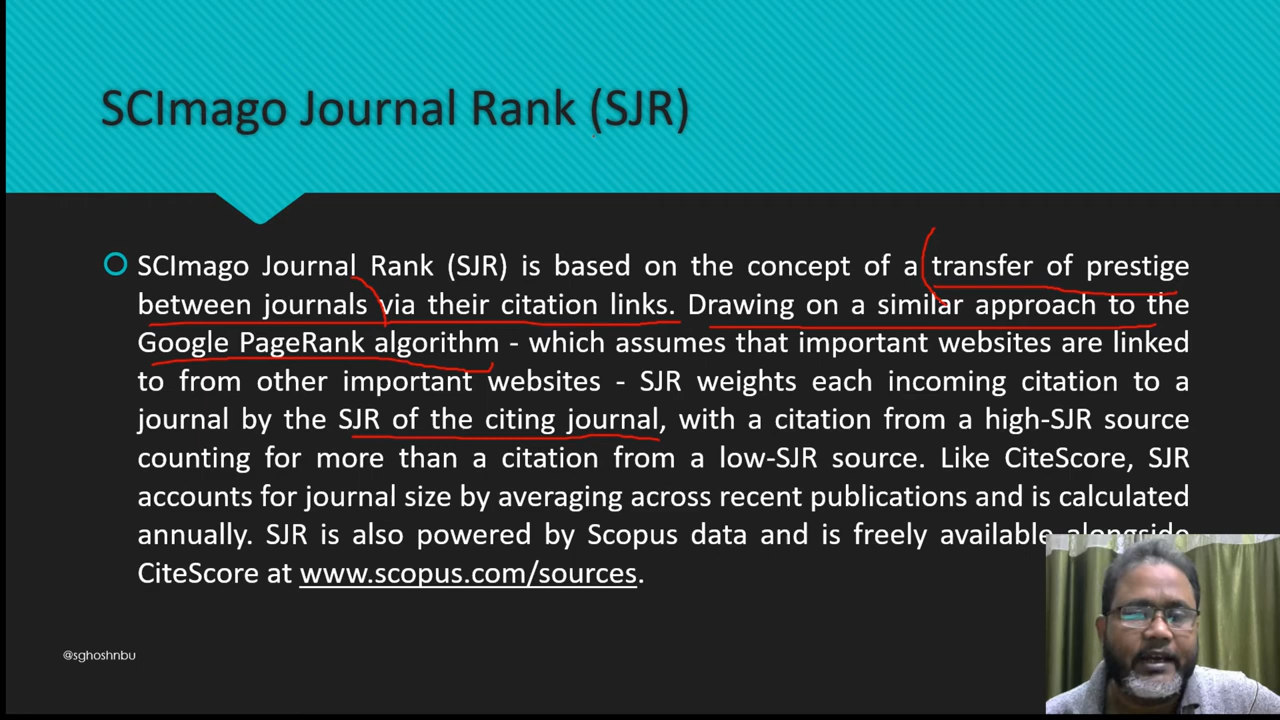 SCImago Journal Rank (SJR)
SCImago Journal Rank (SJR) is based on the concept of a transfer of prestige
between journals via their citation links. Drawing on a similar approach to the
Google PageRank algorithm - which assumes that important websites are linked
to from other important websites - SJR weights each incoming citation to a
journal by the SJR of the citing journal, with a citation from a high-SJR source
counting for more than a citation from a low-SJR source. Like CiteScore, SJR
accounts for journal size by averaging across recent publications and is calculated
annually. SJR is also powered by Scopus data and is freely available alongside
CiteScore at www.scopus.com/sources.
@sghoshnbu